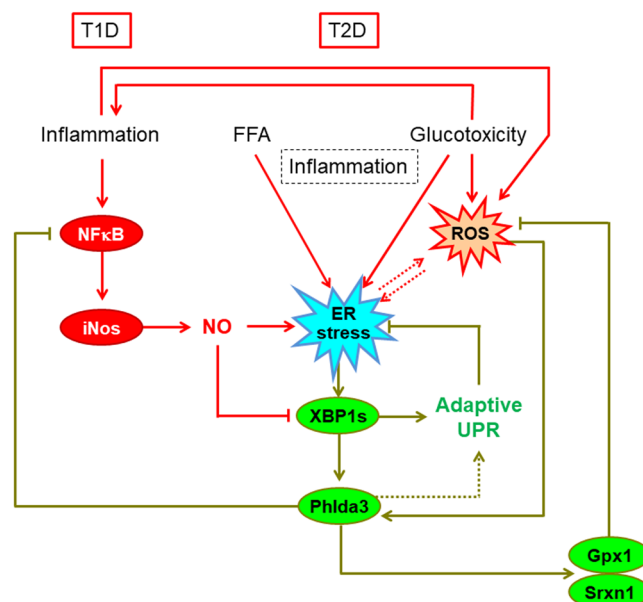 T1D
T2D
Inflammation
FFA
Glucotoxicity
Inflammation
NFκB
ROS
iNos
NO
ER
stress
XBP1s
Adaptive
UPR
Phlda3
Gpx1
Srxn1